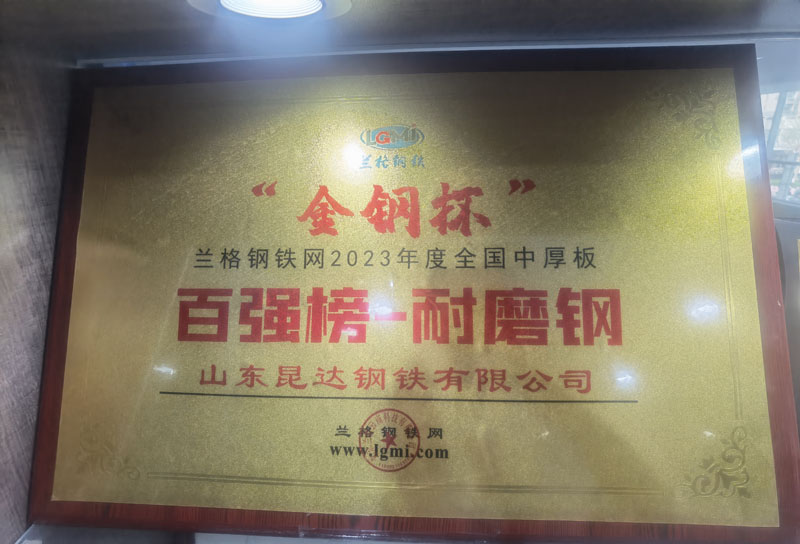 LGMi
兰格钢铁
“金钢杯”
兰格钢铁网2023年度全国中厚板
百强榜-耐磨钢
山东昆达钢铁有限公司
兰格钢铁网
www.lgmi.com